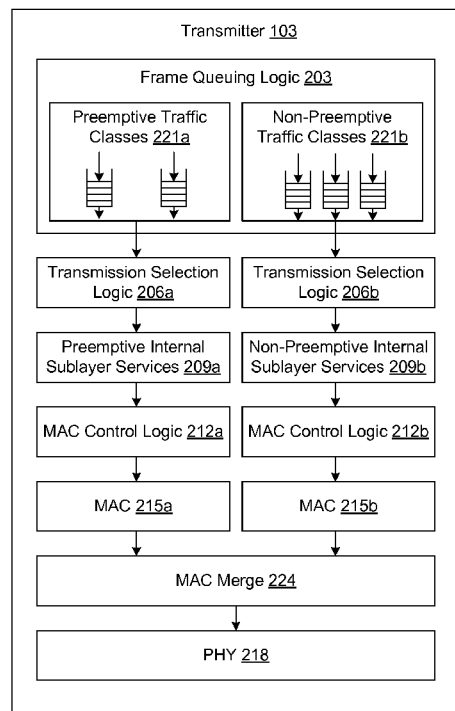 Transmitter 103
Frame Queuing Logic 203
Preemptive Traffic
Classes 221a
Non-Preemptive
Traffic Classes 221b
Transmission Selection
Logic 206a
Transmission Selection
Logic 206b
Preemptive Internal
Sublayer Services 209a
Non-Preemptive Internal
Sublayer Services 209b
MAC Control Logic 212a
MAC Control Logic 212b
MAC 215a
MAC 215b
MAC Merge 224
PHY 218